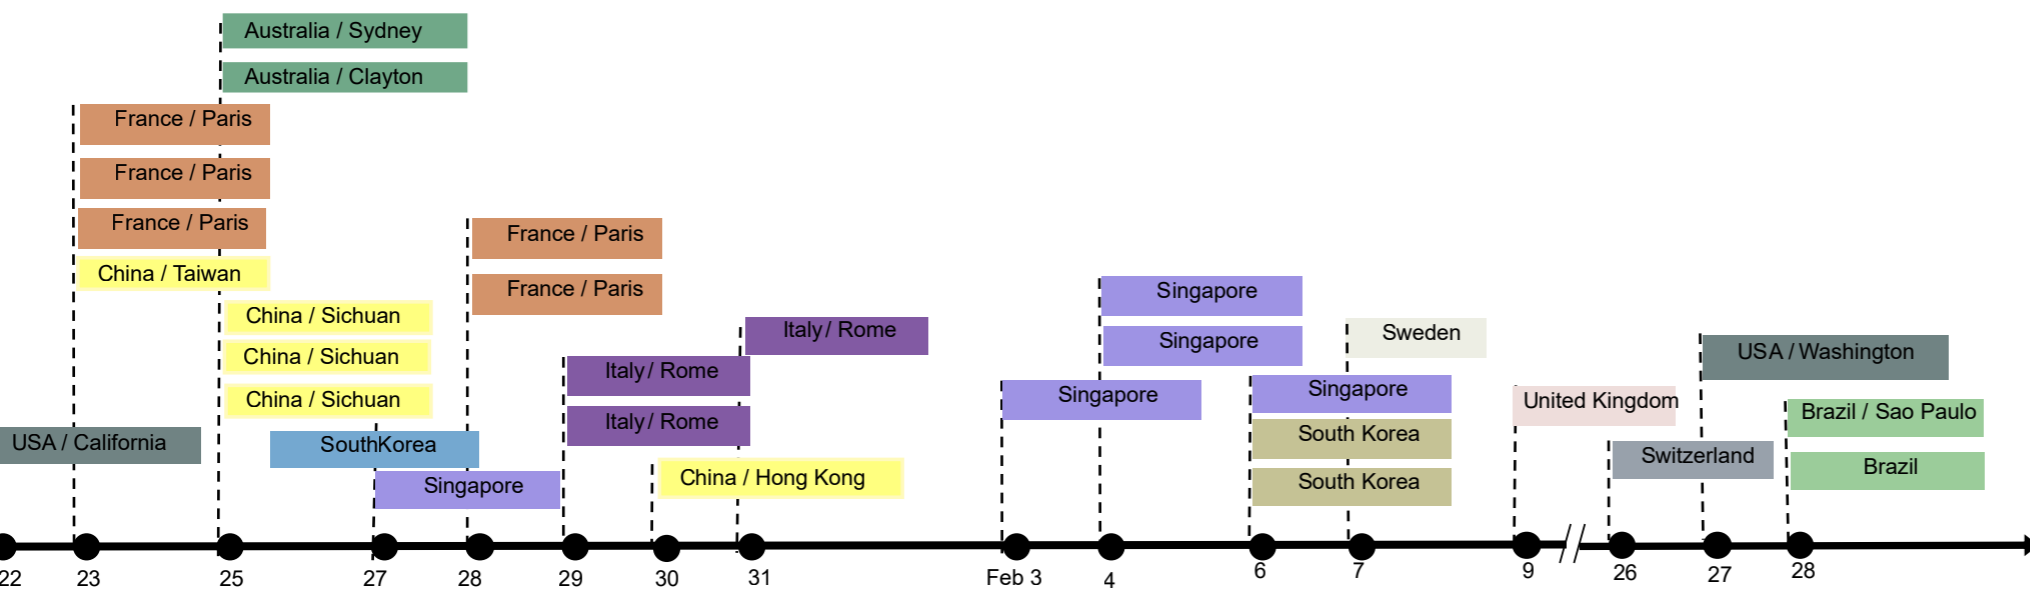 Australia / Sydney
Australia / Clayton
France / Paris
France / Paris
France / Paris
China / Taiwan
China / Sichuan
China / Sichuan
China / Sichuan
USA / California
SouthKorea
Singapore
France / Paris
France / Paris
Italy / Rome
Italy / Rome
Italy / Rome
China / Hong Kong
Singapore
Singapore
Singapore
Sweden
Singapore
South Korea
South Korea
United Kingdom
Switzerland
USA / Washington
Brazil / Sao Paulo
Brazil
22 23 25 27 28 29 30 31 Feb 3 4 6 7 9 26 27 28